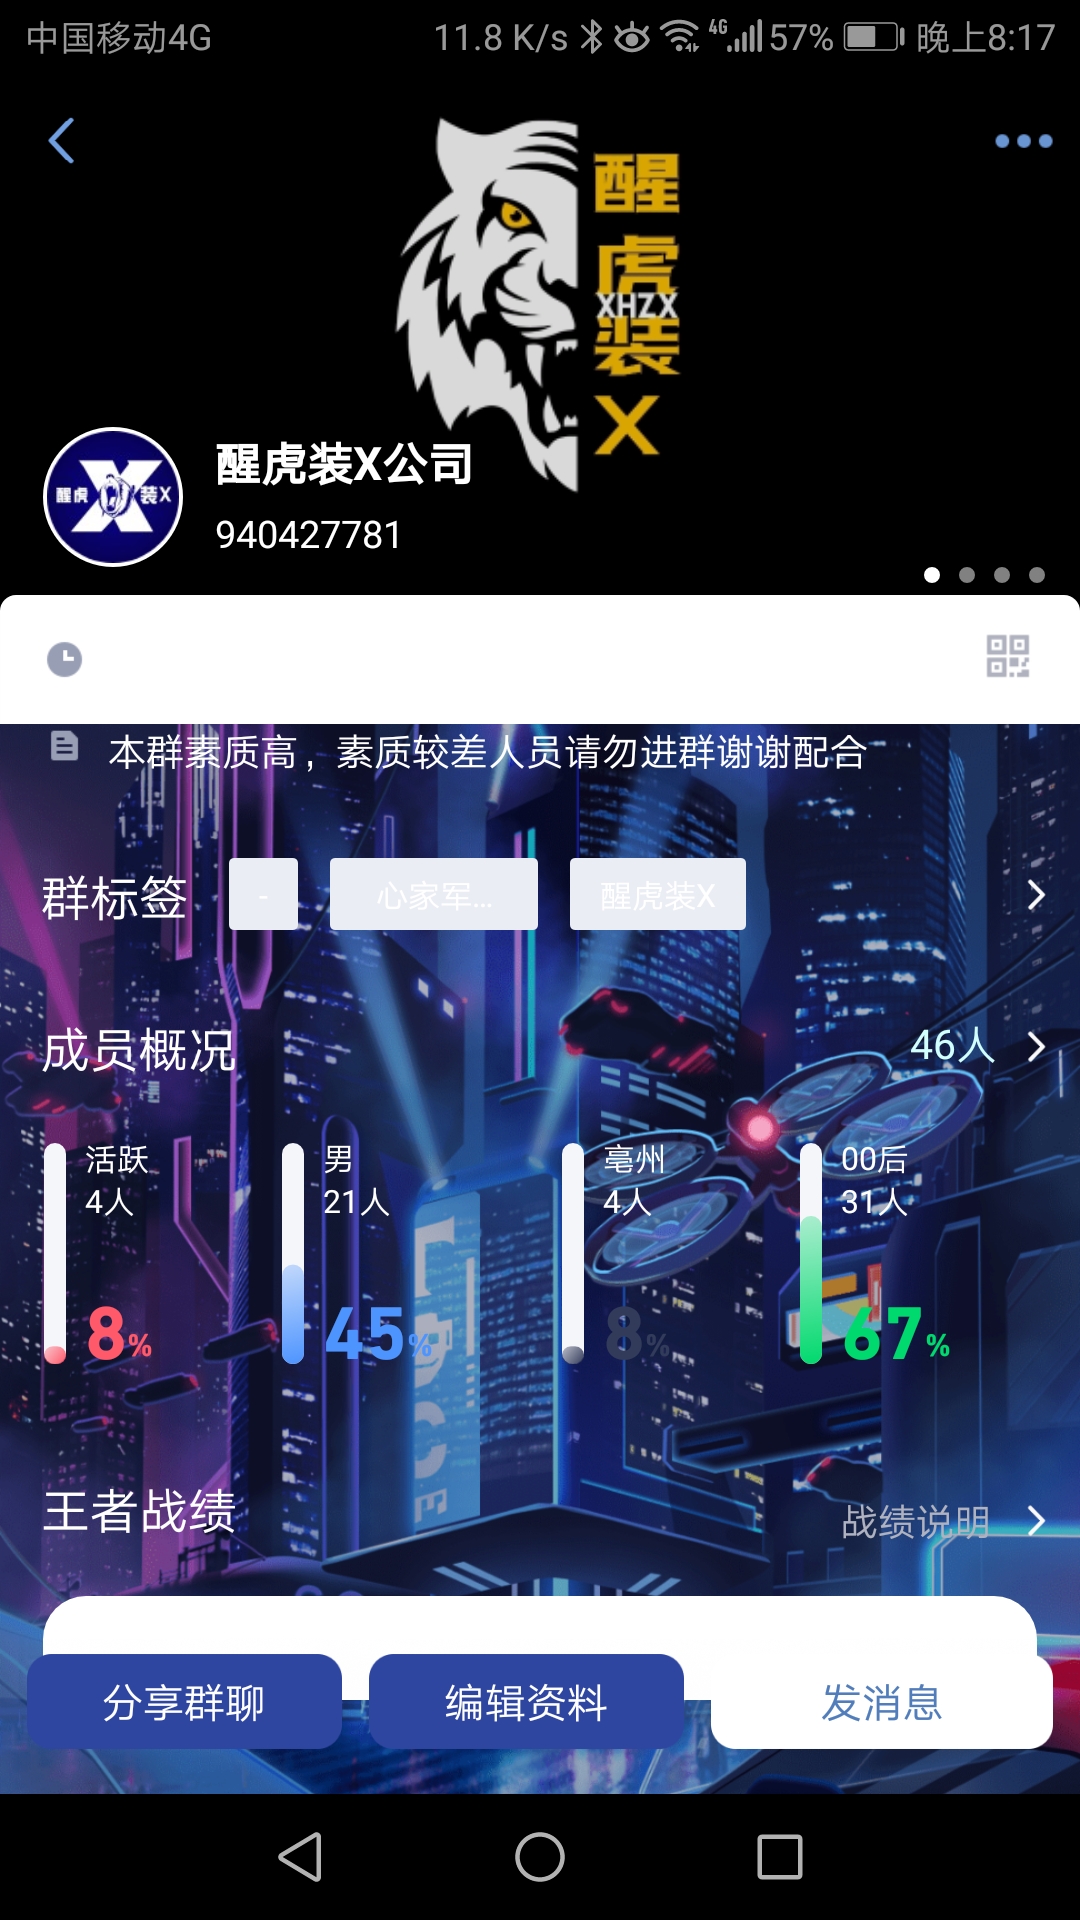 中国移动4G 11.8 K/s 4G 57% 晚上8:17
醒
虎
XHZX
装
X
醒虎 X 装X
醒虎装X公司
940427781
本群素质高，素质较差人员请勿进群谢谢配合
群标签 - 心家军... 醒虎装X
成员概况 46人
活跃 男 亳州 00后
4人 21人 4人 31人
8% 45% 8% 67%
王者战绩 战绩说明
分享群聊 编辑资料 发消息